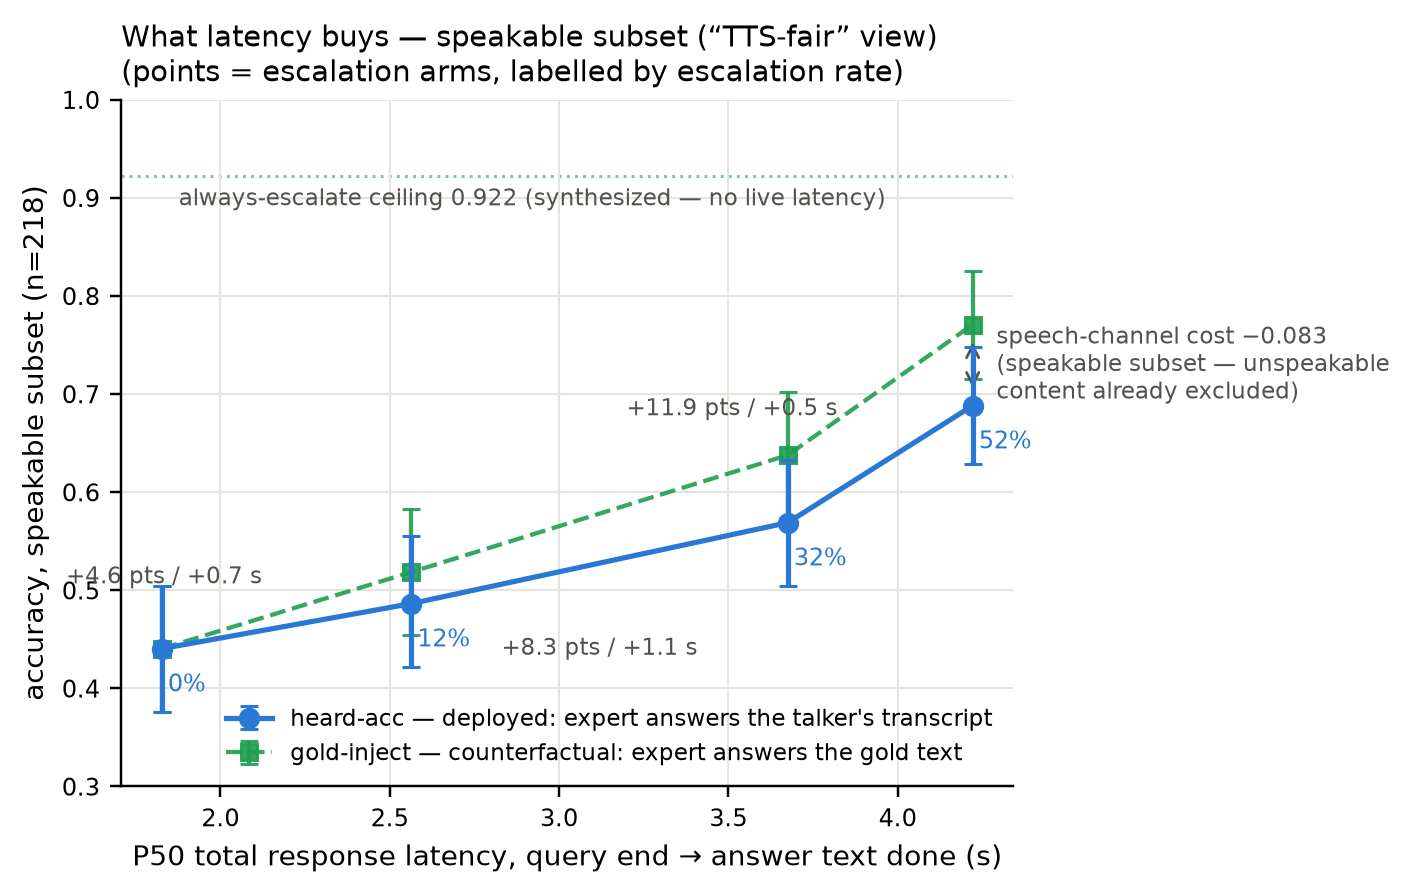 What latency buys — speakable subset (“TTS-fair” view)
(points = escalation arms, labelled by escalation rate)
accuracy, speakable subset (n=218)
1.0
0.9
0.8
0.7
0.6
0.5
0.4
0.3
always-escalate ceiling 0.922 (synthesized — no live latency)
speech-channel cost −0.083
(speakable subset — unspeakable
content already excluded)
+11.9 pts / +0.5 s
52%
32%
+4.6 pts / +0.7 s
12%
+8.3 pts / +1.1 s
0%
heard-acc — deployed: expert answers the talker's transcript
gold-inject — counterfactual: expert answers the gold text
2.0
2.5
3.0
3.5
4.0
P50 total response latency, query end → answer text done (s)